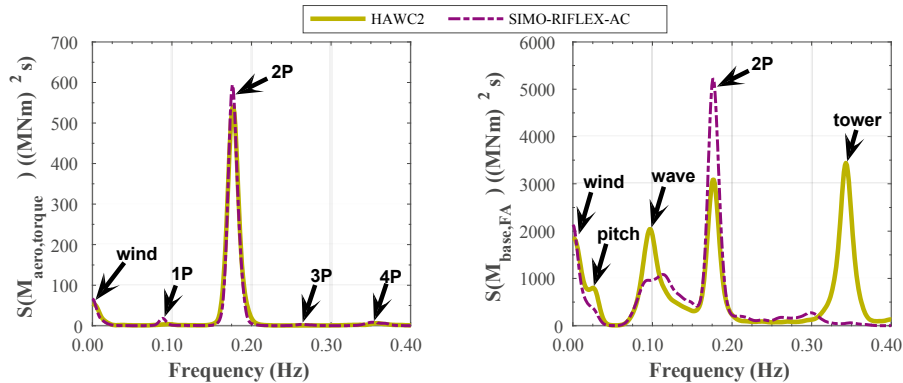 HAWC2 SIMO-RIFLEX-AC
S(M_aero,torque) ((MNm)^2 s)
700
600
500
400
300
200
100
0
2P
wind
1P
3P
4P
0.00 0.10 0.20 0.30 0.40
Frequency (Hz)
S(M_base,FA) ((MNm)^2 s)
6000
5000
4000
3000
2000
1000
0
2P
tower
wind
wave
pitch
0.00 0.10 0.20 0.30 0.40
Frequency (Hz)